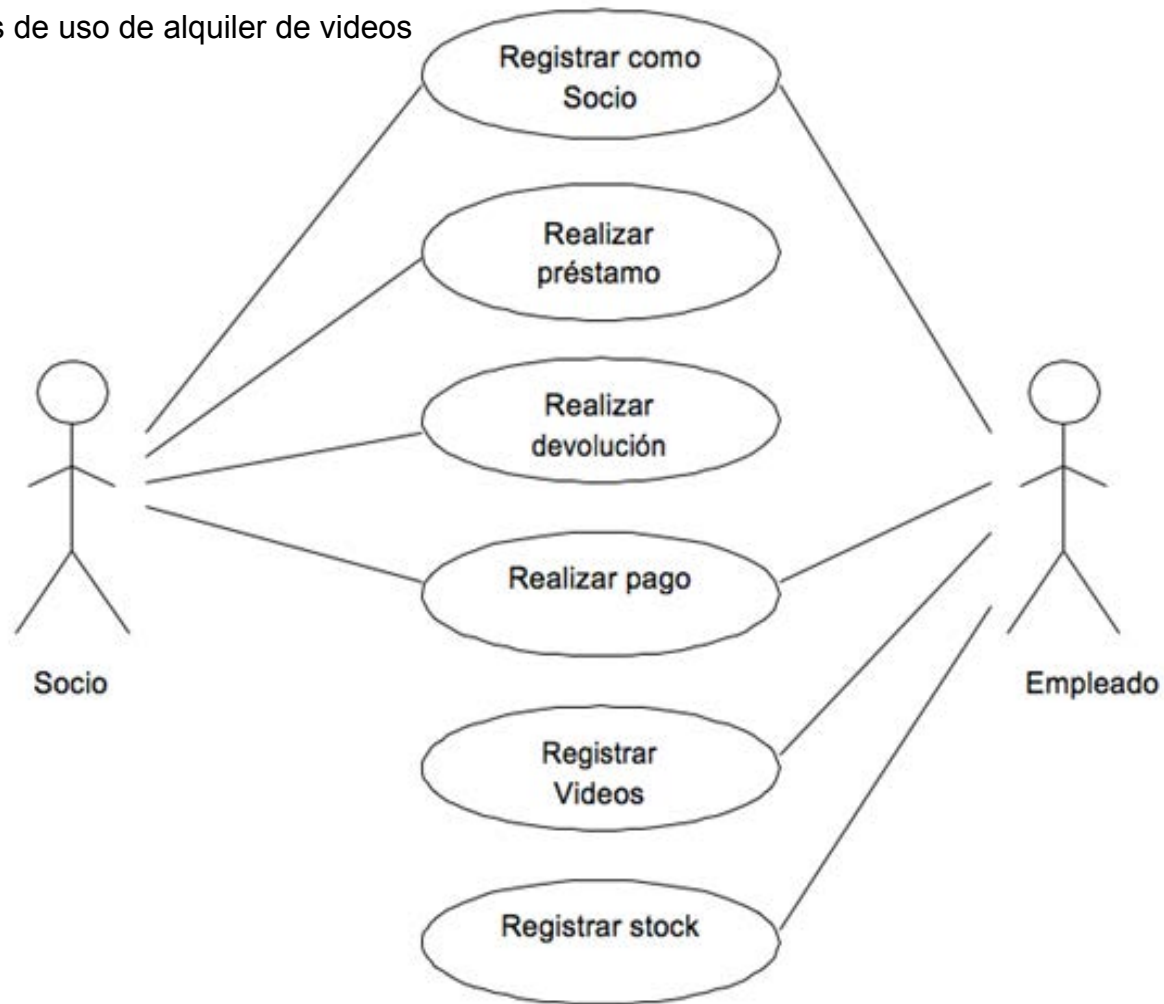 s de uso de alquiler de videos
Registrar como
Socio
Realizar
préstamo
Realizar
devolución
Realizar pago
Socio
Empleado
Registrar
Videos
Registrar stock